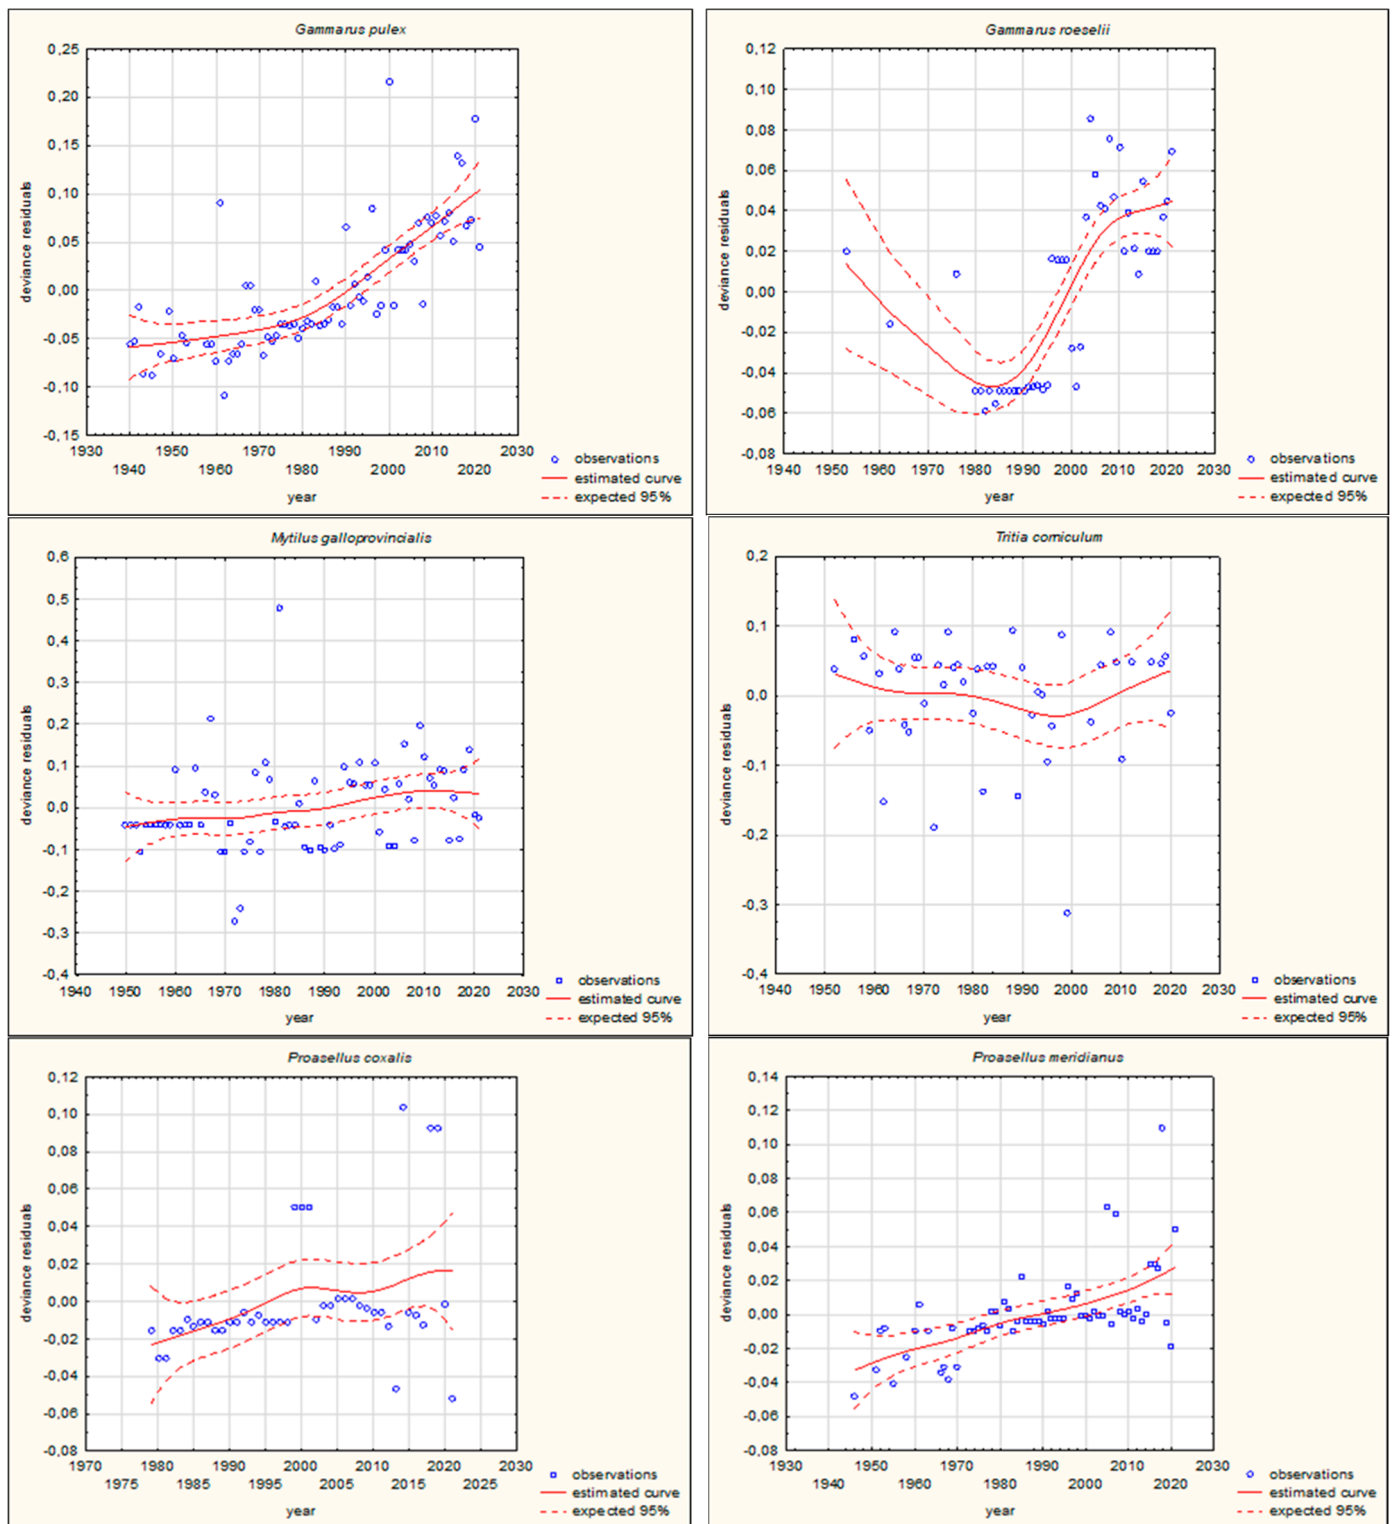 Gammarus pulex
0,25
0,20
0,15
0,10
0,05
0,00
-0,05
-0,10
-0,15
deviance residuals
1930 1950 1970 1990 2010 2030
1940 1960 1980 2000 2020
year
observations
estimated curve
expected 95%
Gammarus roeselii
0,12
0,10
0,08
0,06
0,04
0,02
0,00
-0,02
-0,04
-0,06
-0,08
deviance residuals
1940 1950 1960 1970 1980 1990 2000 2010 2020 2030
year
observations
estimated curve
expected 95%
Mytilus galloprovincialis
0,6
0,5
0,4
0,3
0,2
0,1
0,0
-0,1
-0,2
-0,3
-0,4
deviance residuals
1940 1950 1960 1970 1980 1990 2000 2010 2020 2030
year
observations
estimated curve
expected 95%
Tritia corniculum
0,2
0,1
0,0
-0,1
-0,2
-0,3
-0,4
deviance residuals
1940 1950 1960 1970 1980 1990 2000 2010 2020 2030
year
observations
estimated curve
expected 95%
Proasellus coxalis
0,12
0,10
0,08
0,06
0,04
0,02
0,00
-0,02
-0,04
-0,06
-0,08
deviance residuals
1970 1980 1990 2000 2010 2020 2030
1975 1985 1995 2005 2015 2025
year
observations
estimated curve
expected 95%
Proasellus meridianus
0,14
0,12
0,10
0,08
0,06
0,04
0,02
0,00
-0,02
-0,04
-0,06
-0,08
deviance residuals
1930 1950 1970 1990 2010 2030
1940 1960 1980 2000 2020
year
observations
estimated curve
expected 95%